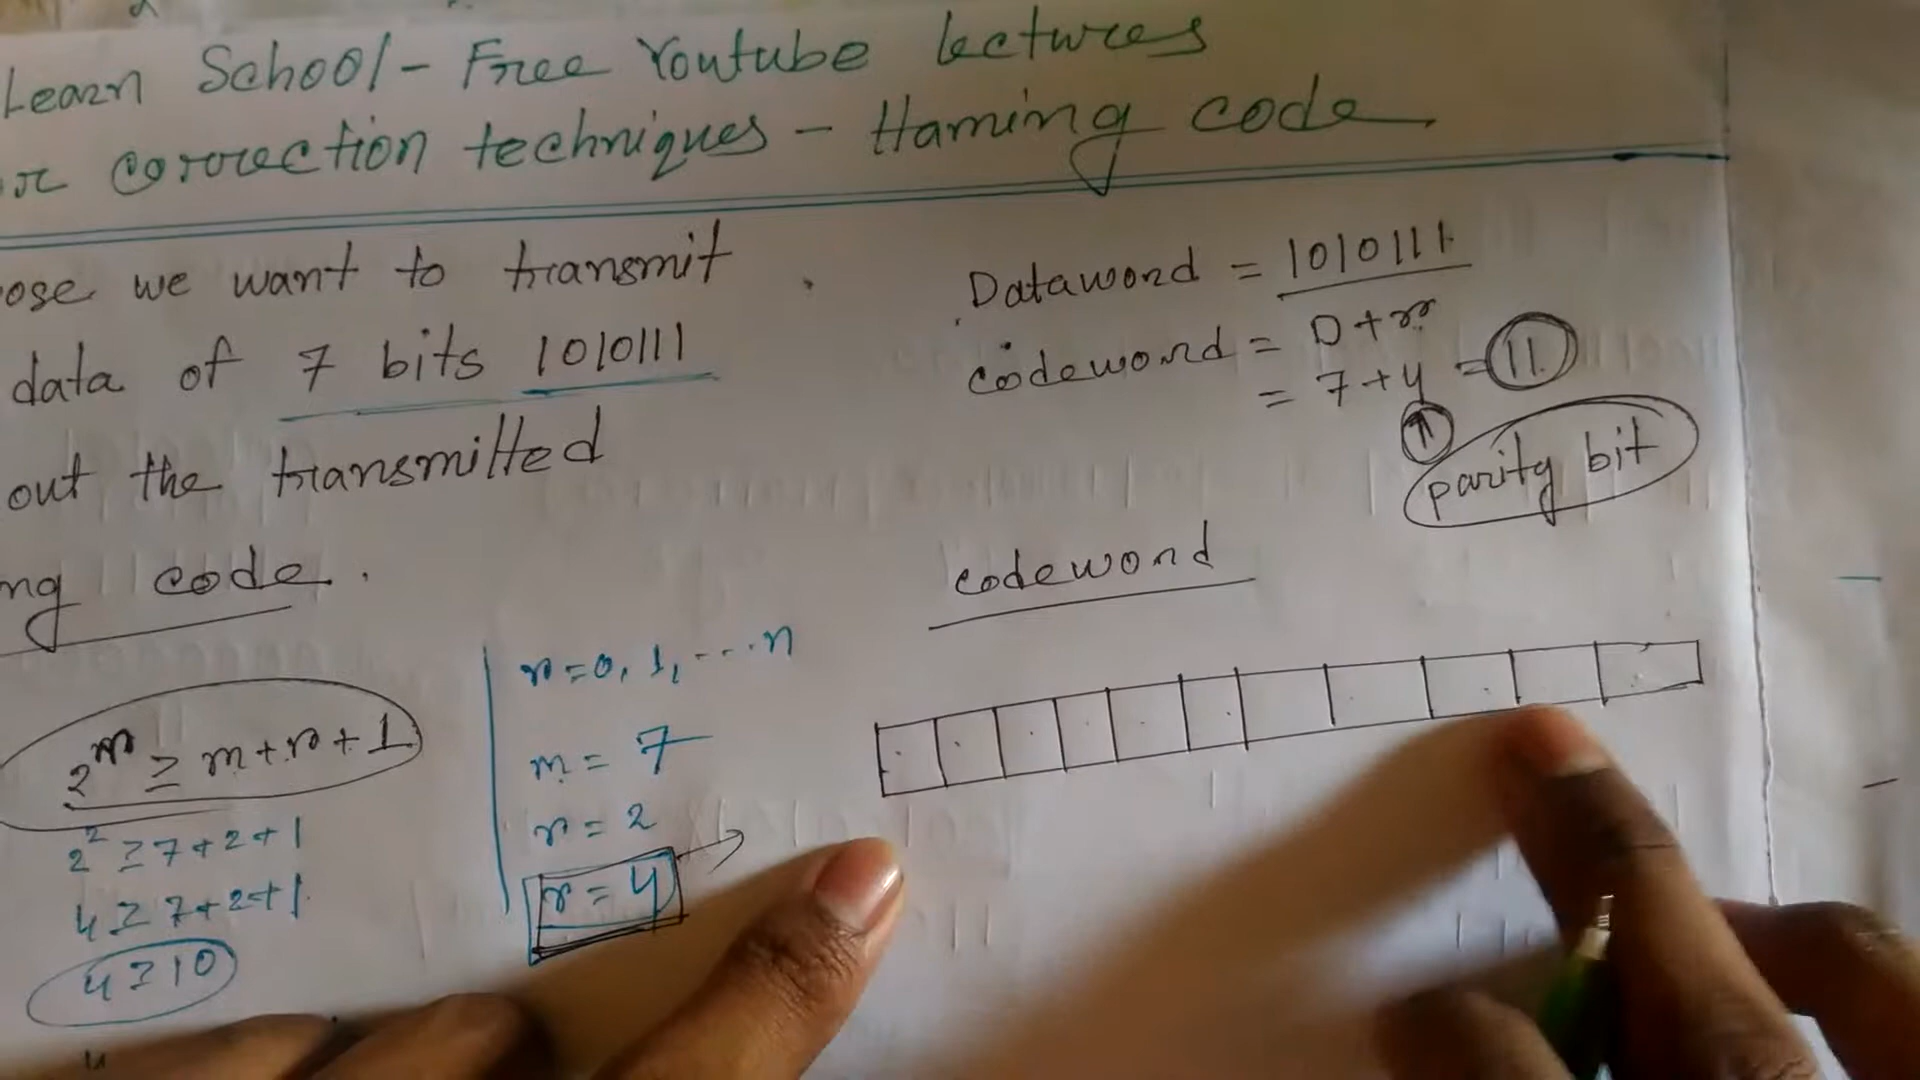 Learn School - Free Youtube lectures
correction techniques - Haming code.
we want to transmit
data of 7 bits 1010111
out the transmitted
code.
Dataword = 1010111
codeword = D+r
= 7+4 = 11
parity bit
codeword
r=0, 1, ...n
m = 7
r = 2
r = 4
2^r ≥ m+r+1
2^2 ≥ 7+2+1
4 ≥ 7+2+1
4 ≥ 10